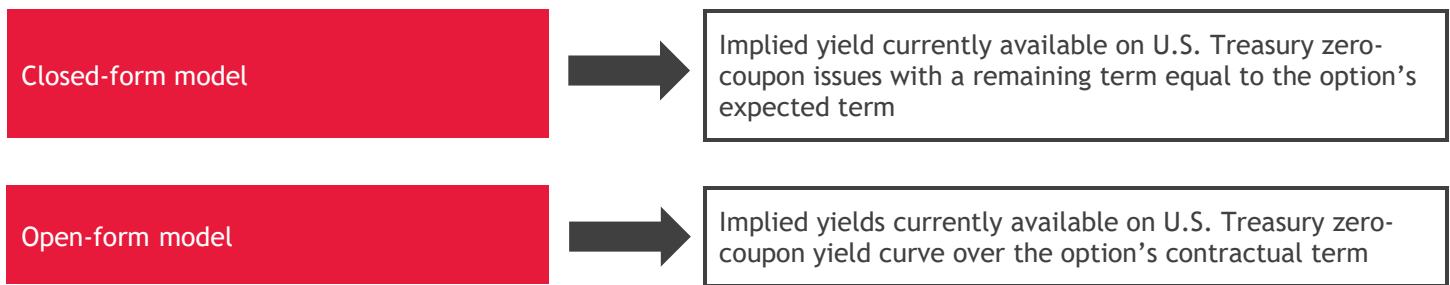 Closed-form model
Implied yield currently available on U.S. Treasury zero-
coupon issues with a remaining term equal to the option’s
expected term
Open-form model
Implied yields currently available on U.S. Treasury zero-
coupon yield curve over the option’s contractual term